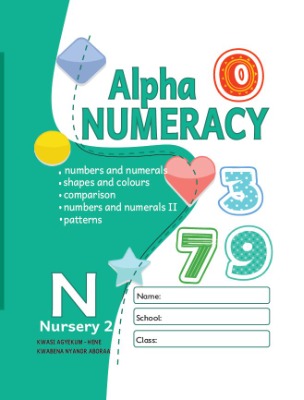 Alpha
NUMERACY
0
• numbers and numerals
• shapes and colours
• comparison
• numbers and numerals II
• patterns
3
7 9
N
Nursery 2
Name:
School:
Class:
KWASI AGYEKUM - HENE
KWABENA NYANOR ABORAA